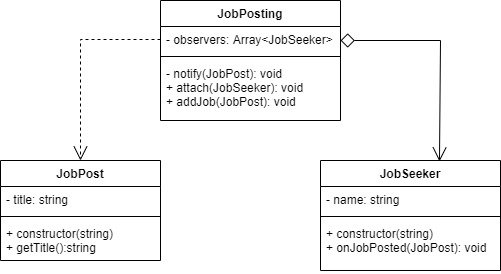 JobPosting
- observers: Array<JobSeeker>
- notify(JobPost): void
+ attach(JobSeeker): void
+ addJob(JobPost): void
JobPost
- title: string
+ constructor(string)
+ getTitle():string
JobSeeker
- name: string
+ constructor(string)
+ onJobPosted(JobPost): void